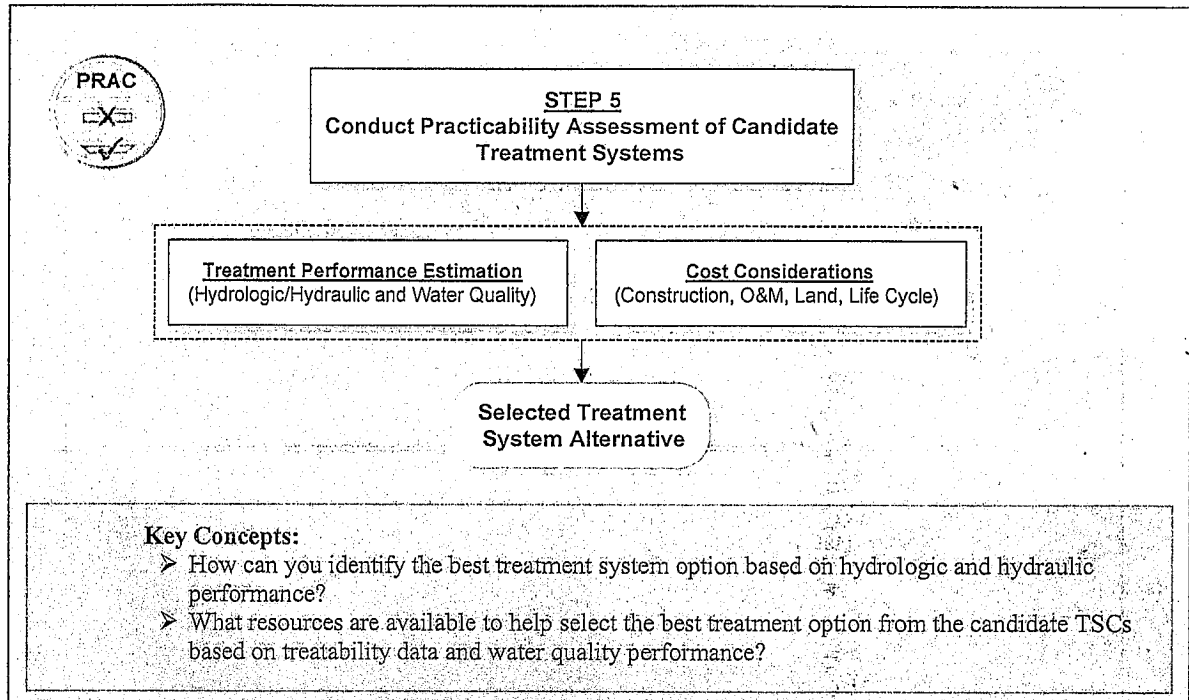 PRAC
X
✓
STEP 5
Conduct Practicability Assessment of Candidate
Treatment Systems
Treatment Performance Estimation
(Hydrologic/Hydraulic and Water Quality)
Cost Considerations
(Construction, O&M, Land, Life Cycle)
Selected Treatment
System Alternative
Key Concepts:
➢ How can you identify the best treatment system option based on hydrologic and hydraulic
performance?
➢ What resources are available to help select the best treatment option from the candidate TSCs
based on treatability data and water quality performance?